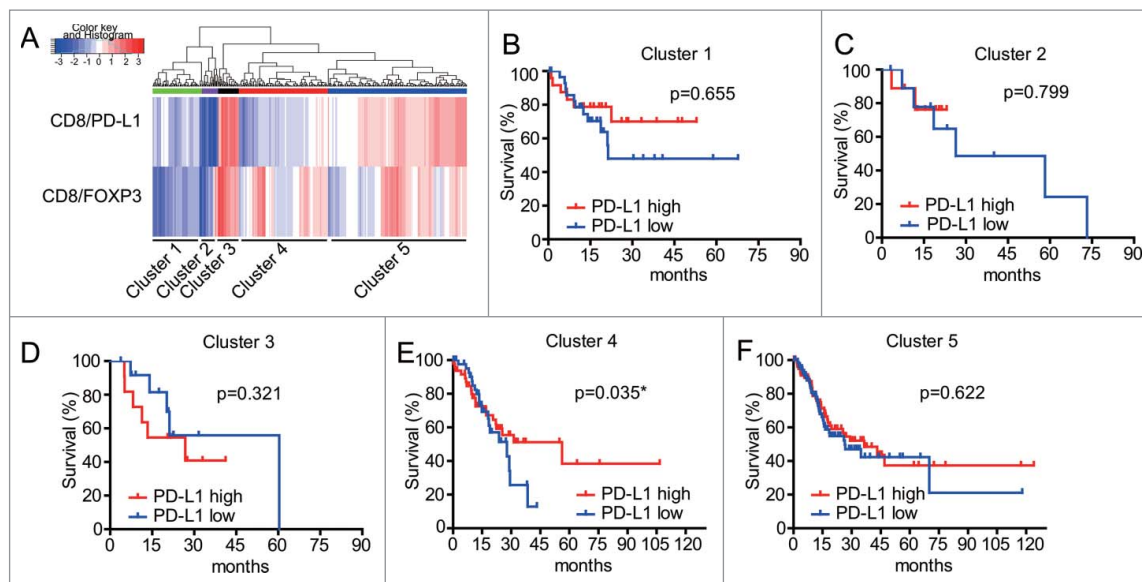 A
Color key
and Histogram
-3 -2 -1 0 1 2 3
CD8/PD-L1
CD8/FOXP3
Cluster 1
Cluster 2
Cluster 3
Cluster 4
Cluster 5
B
Cluster 1
p=0.655
Survival (%)
100
80
60
40
20
0
PD-L1 high
PD-L1 low
0 15 30 45 60 75 90
months
C
Cluster 2
p=0.799
Survival (%)
100
80
60
40
20
0
PD-L1 high
PD-L1 low
0 15 30 45 60 75 90
months
D
Cluster 3
p=0.321
Survival (%)
100
80
60
40
20
0
PD-L1 high
PD-L1 low
0 15 30 45 60 75 90
months
E
Cluster 4
p=0.035*
Survival (%)
100
80
60
40
20
0
PD-L1 high
PD-L1 low
0 15 30 45 60 75 90 105 120
months
F
Cluster 5
p=0.622
Survival (%)
100
80
60
40
20
0
PD-L1 high
PD-L1 low
0 15 30 45 60 75 90 105 120
months